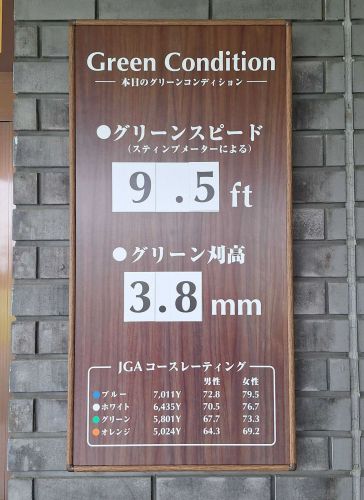 Green Condition
本日のグリーンコンディション
●グリーンスピード
(スティンプメーターによる)
9.5 ft
●グリーン刈高
3.8 mm
JGA コースレーティング
男性 女性
●ブルー 7,011Y 72.8 79.5
●ホワイト 6,435Y 70.5 76.7
●グリーン 5,801Y 67.7 73.3
●オレンジ 5,024Y 64.3 69.2